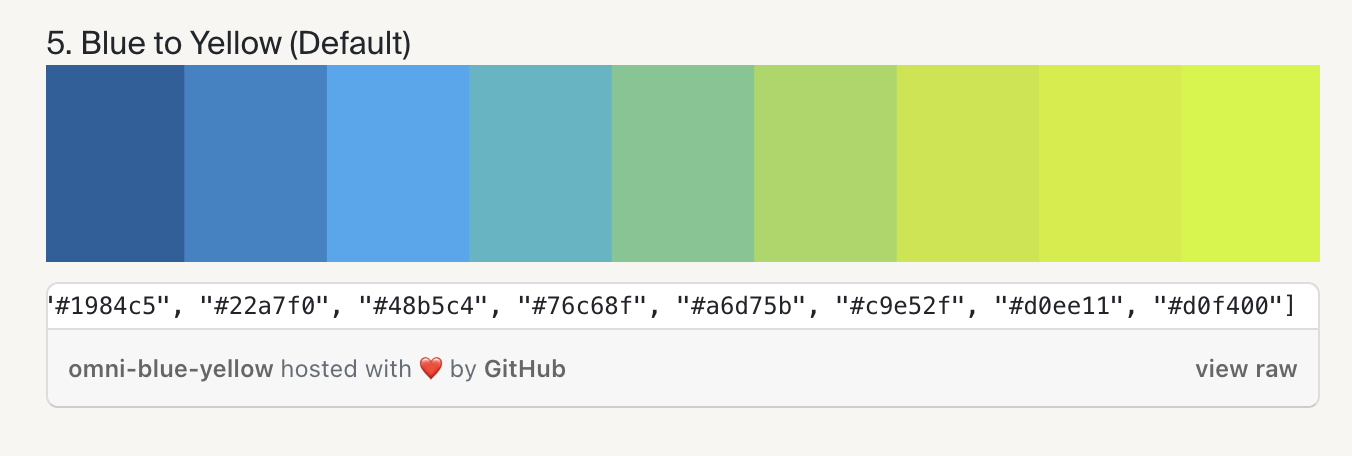 5. Blue to Yellow (Default)
"#1984c5", "#22a7f0", "#48b5c4", "#76c68f", "#a6d75b", "#c9e52f", "#d0ee11", "#d0f400"]
omni-blue-yellow hosted with ❤️ by GitHub
view raw